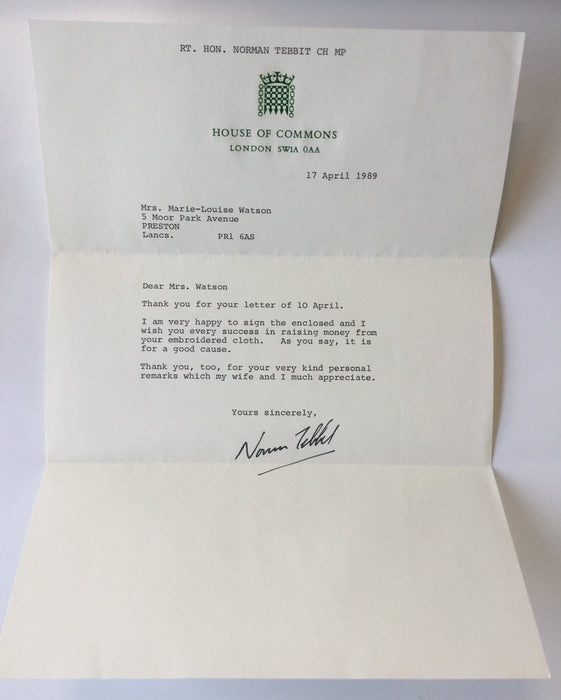 RT. HON. NORMAN TEBBIT CH MP
HOUSE OF COMMONS
LONDON SW1A 0AA
17 April 1989
Mrs. Marie-Louise Watson
5 Moor Park Avenue
PRESTON
Lancs. PR1 6AS
Dear Mrs. Watson
Thank you for your letter of 10 April.
I am very happy to sign the enclosed and I
wish you every success in raising money from
your embroidered cloth. As you say, it is
for a good cause.
Thank you, too, for your very kind personal
remarks which my wife and I much appreciate.
Yours sincerely,
Norman Tebbit